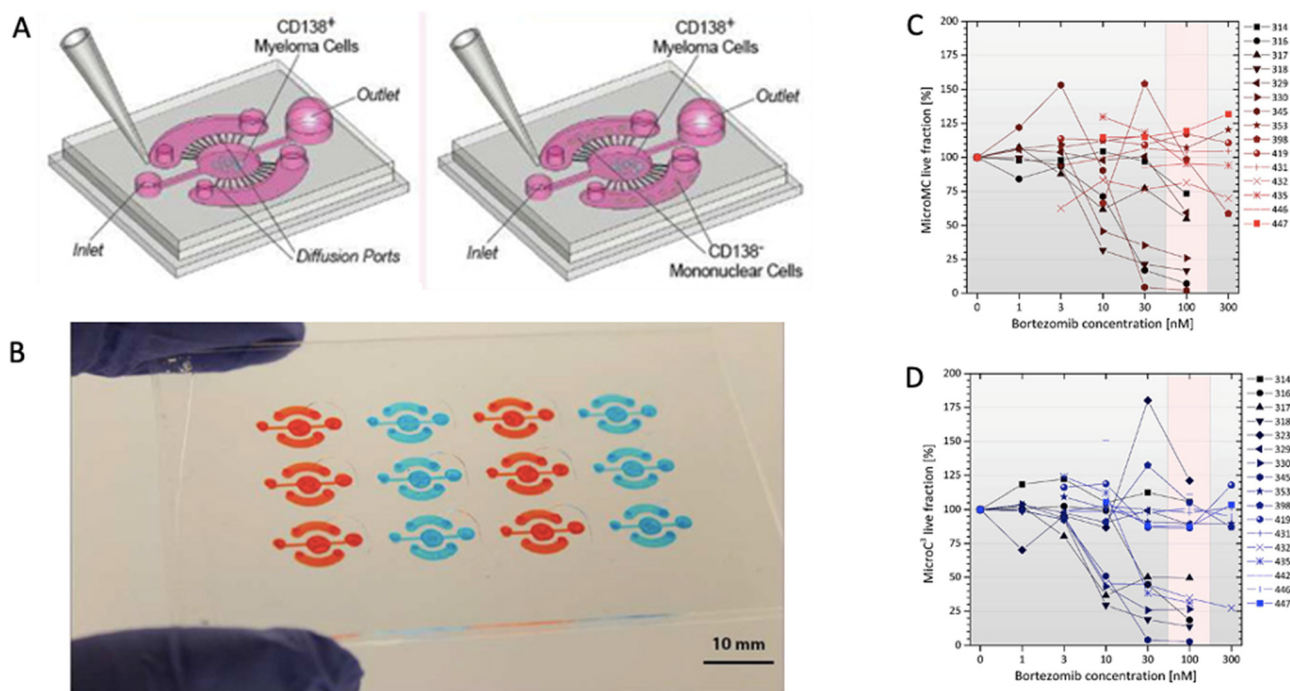 A
CD138+
Myeloma Cells
Outlet
Inlet
Diffusion Ports
CD138+
Myeloma Cells
Outlet
Inlet
CD138-
Mononuclear Cells
B
10 mm
C
MicroMC live fraction [%]
200
175
150
125
100
75
50
25
0
0 1 3 10 30 100 300
Bortezomib concentration [nM]
314
316
317
318
329
330
345
353
398
419
431
432
435
446
447
D
MicroC³ live fraction [%]
200
175
150
125
100
75
50
25
0
0 1 3 10 30 100 300
Bortezomib concentration [nM]
314
316
317
318
323
329
330
345
353
398
419
431
432
435
442
446
447